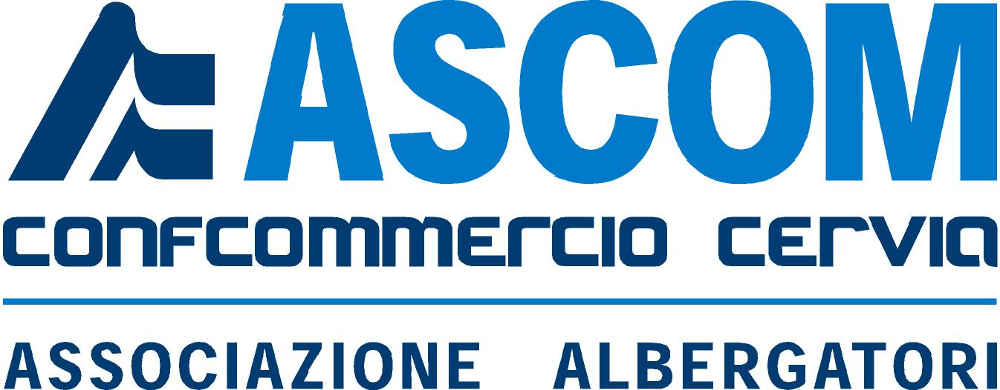 ASCOM
CONFCOMMERCIO CERVIA
ASSOCIAZIONE ALBERGATORI